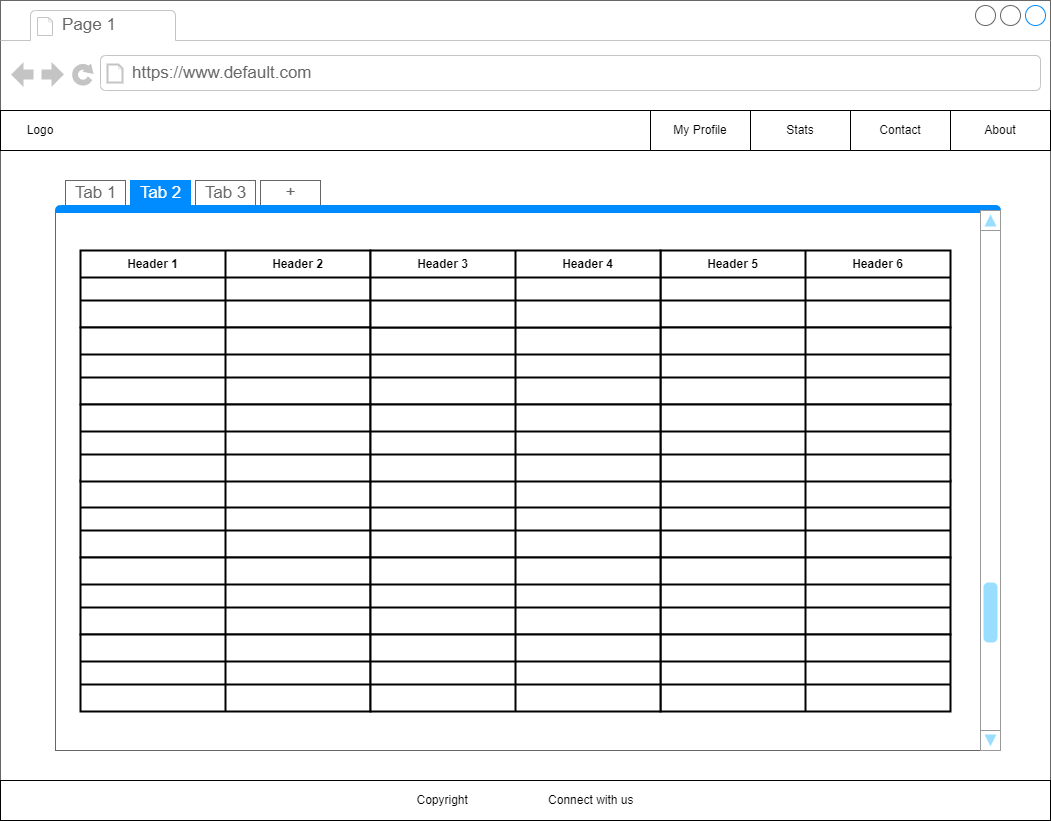 Page 1
https://www.default.com
Logo My Profile Stats Contact About
Tab 1 Tab 2 Tab 3 +
Header 1 Header 2 Header 3 Header 4 Header 5 Header 6
Copyright Connect with us